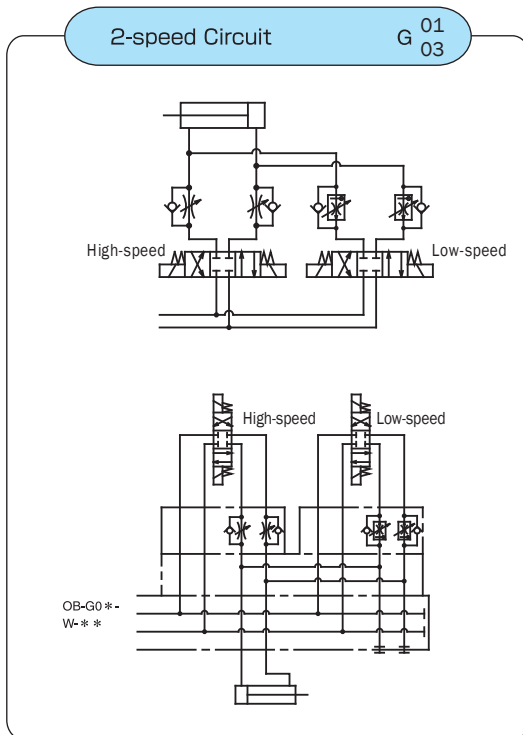 2-speed Circuit
G 01
03
High-speed
Low-speed
High-speed
Low-speed
OB-G0＊-
W-＊＊